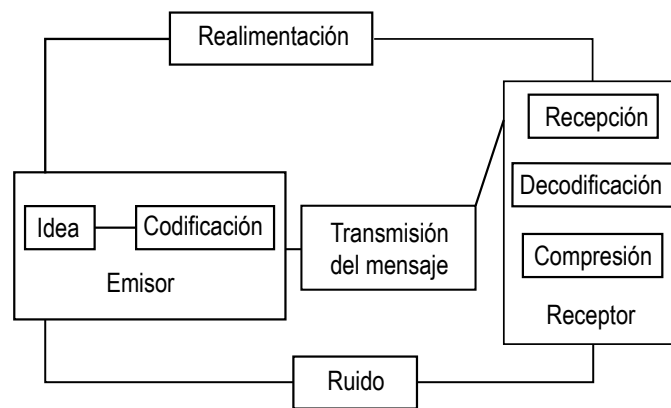 Realimentación
Recepción
Decodificación
Idea
Codificación
Transmisión
del mensaje
Compresión
Emisor
Receptor
Ruido